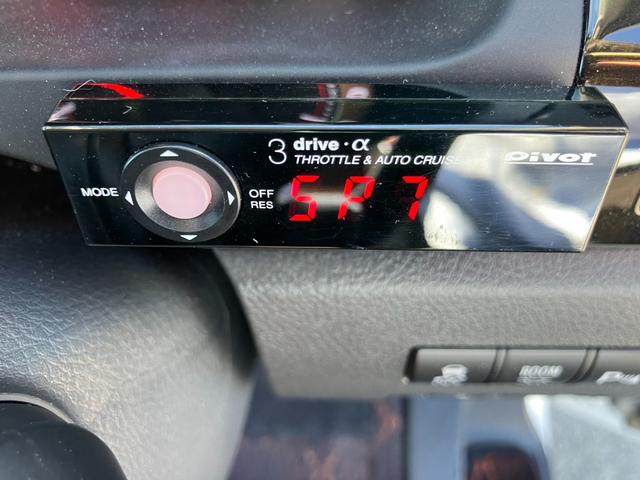 3 drive・α
THROTTLE & AUTO CRUISE
Pivot
MODE
OFF
RES
SP7
ROOM